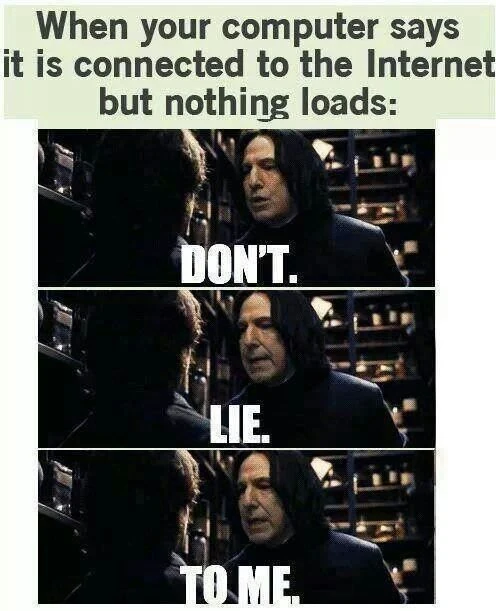 When your computer says
it is connected to the Internet
but nothing loads:
DON'T.
LIE.
TO ME.